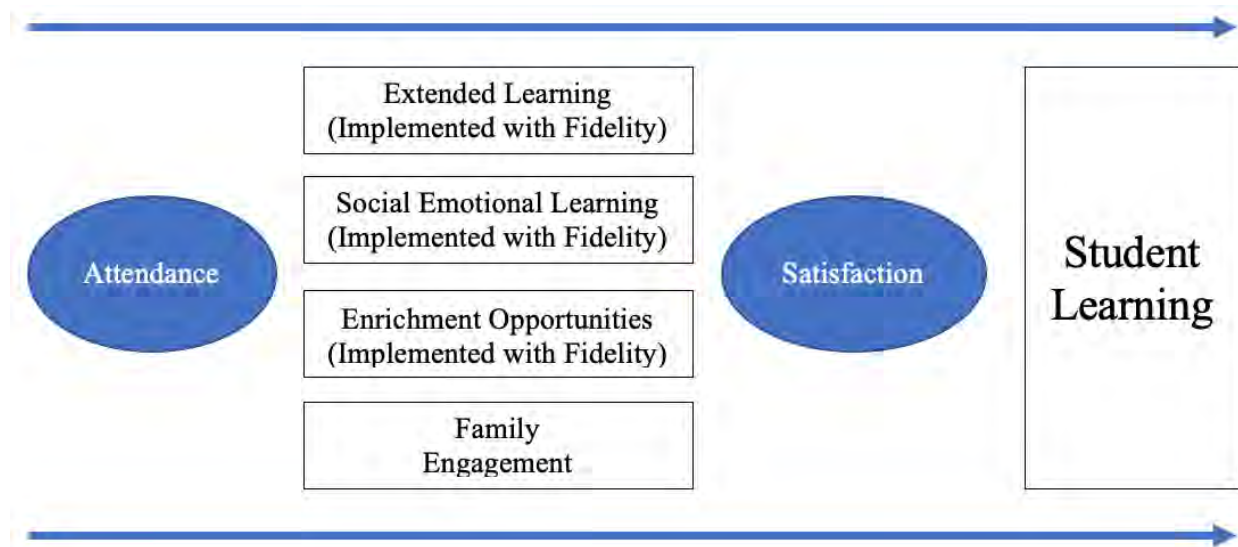 Attendance
Extended Learning
(Implemented with Fidelity)
Social Emotional Learning
(Implemented with Fidelity)
Enrichment Opportunities
(Implemented with Fidelity)
Family
Engagement
Satisfaction
Student
Learning